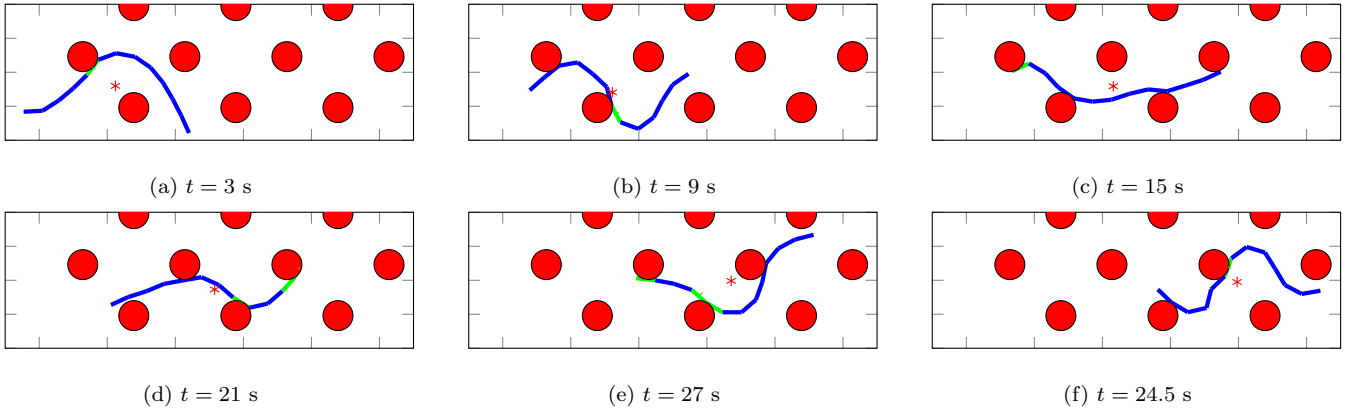 (a) t = 3 s
(b) t = 9 s
(c) t = 15 s
(d) t = 21 s
(e) t = 27 s
(f) t = 24.5 s